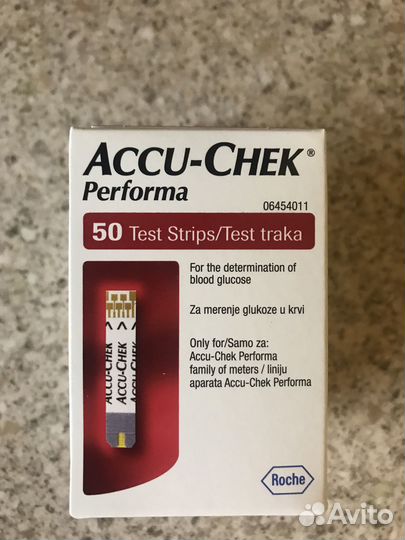 ACCU-CHEK®
Performa
06454011
50 Test Strips/Test traka
For the determination of
blood glucose
Za merenje glukoze u krvi
Only for/Samo za:
Accu-Chek Performa
family of meters / liniju
aparata Accu-Chek Performa
ACCU-CHEK
ACCU-CHEK
ACCU-CHEK
Roche
Avito